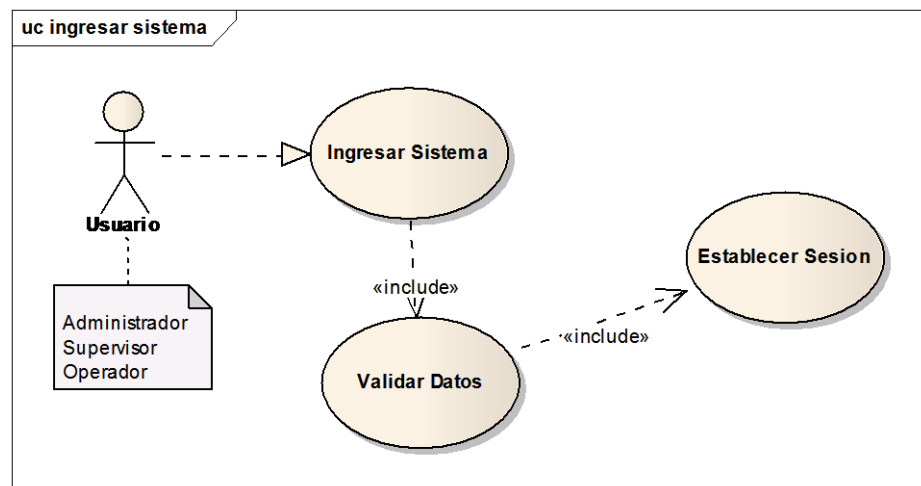 uc ingresar sistema
Ingresar Sistema
Usuario
Establecer Sesion
«include»
Administrador
Supervisor
Operador
«include»
Validar Datos